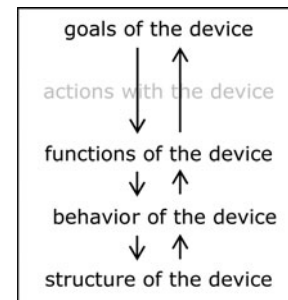 goals of the device
actions with the device
functions of the device
behavior of the device
structure of the device